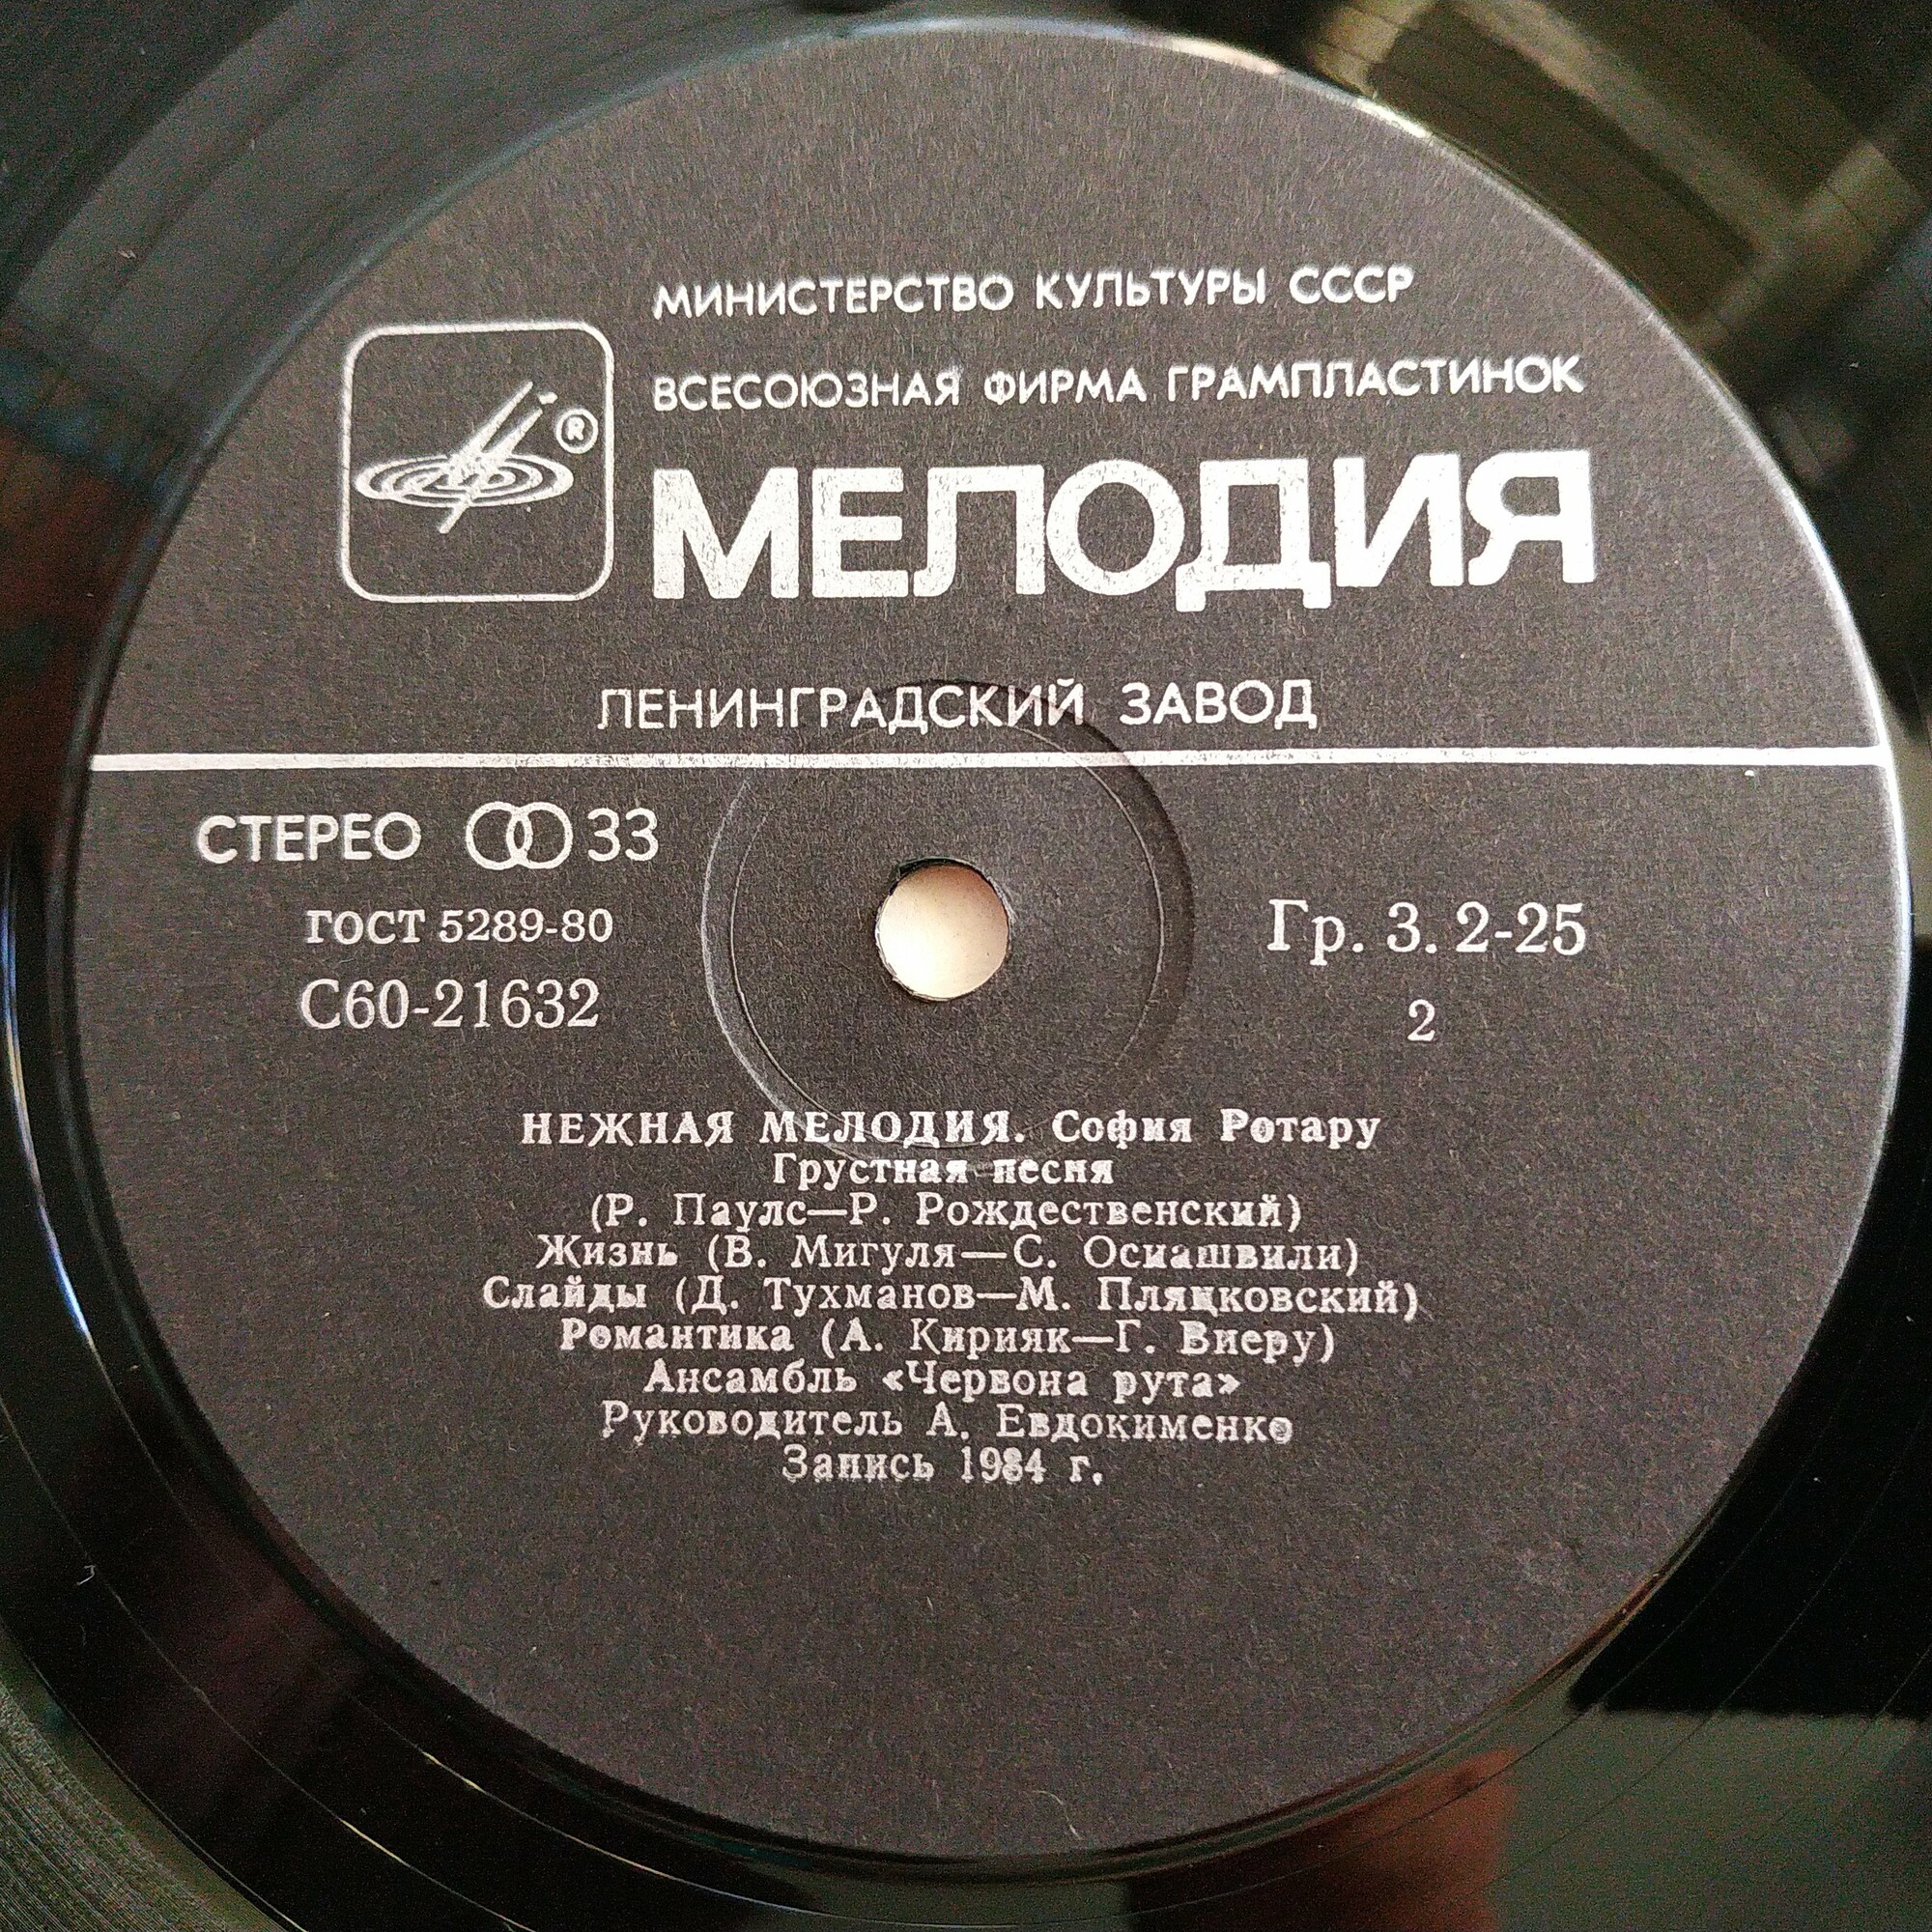 МИНИСТЕРСТВО КУЛЬТУРЫ СССР
ВСЕСОЮЗНАЯ ФИРМА ГРАМПЛАСТИНОК
®
МЕЛОДИЯ
ЛЕНИНГРАДСКИЙ ЗАВОД
СТЕРЕО 33
ГОСТ 5289-80
С60-21632
Гр. 3. 2-25
2
НЕЖНАЯ МЕЛОДИЯ. София Ротару
Грустная песня
(Р. Паулс—Р. Рождественский)
Жизнь (В. Мигуля—С. Осиашвили)
Слайды (Д. Тухманов—М. Пляцковский)
Романтика (А. Кирияк—Г. Виеру)
Ансамбль «Червона рута»
Руководитель А. Евдокименко
Запись 1984 г.